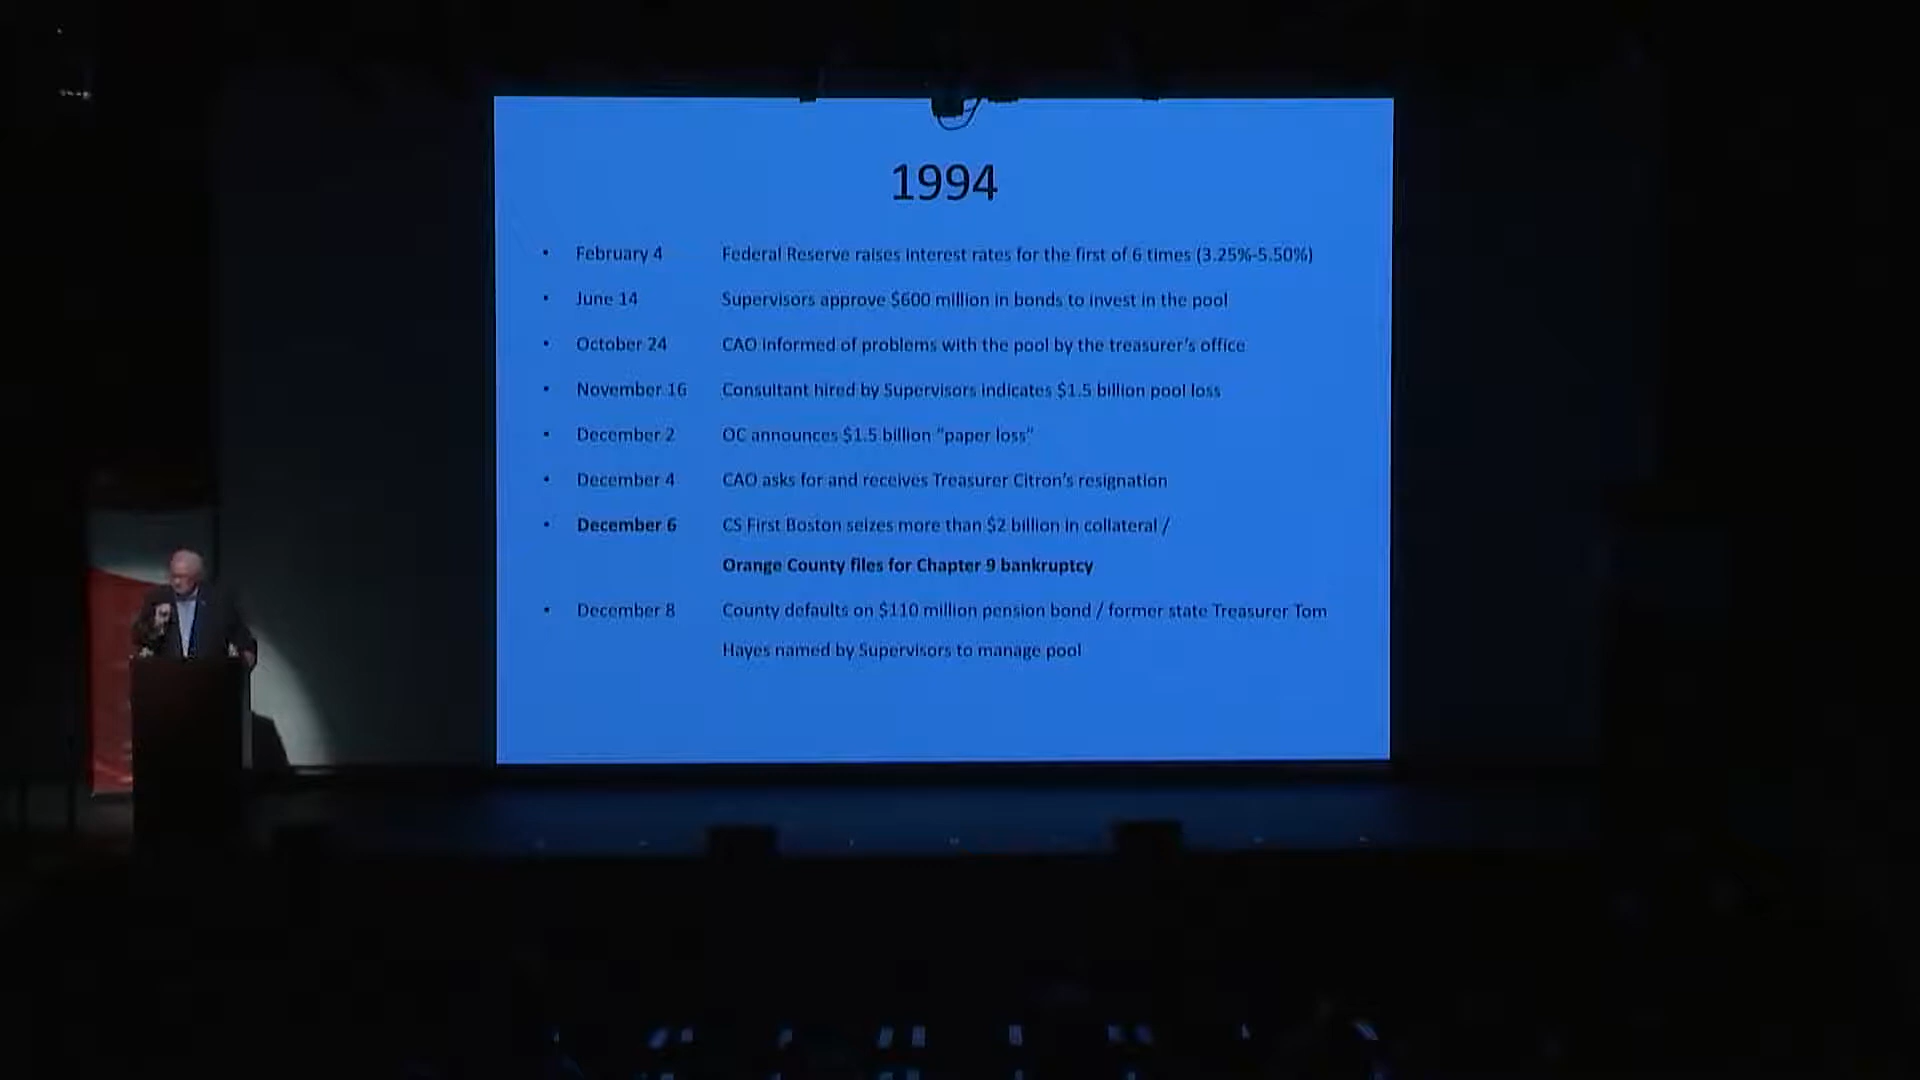 1994
• February 4 Federal Reserve raises interest rates for the first of 6 times (3.25%-5.50%)
• June 14 Supervisors approve $600 million in bonds to invest in the pool
• October 24 CAO informed of problems with the pool by the treasurer's office
• November 16 Consultant hired by Supervisors indicates $1.5 billion pool loss
• December 2 OC announces $1.5 billion "paper loss"
• December 4 CAO asks for and receives Treasurer Citron's resignation
• December 6 CS First Boston seizes more than $2 billion in collateral /
Orange County files for Chapter 9 bankruptcy
• December 8 County defaults on $110 million pension bond / former state Treasurer Tom
Hayes named by Supervisors to manage pool